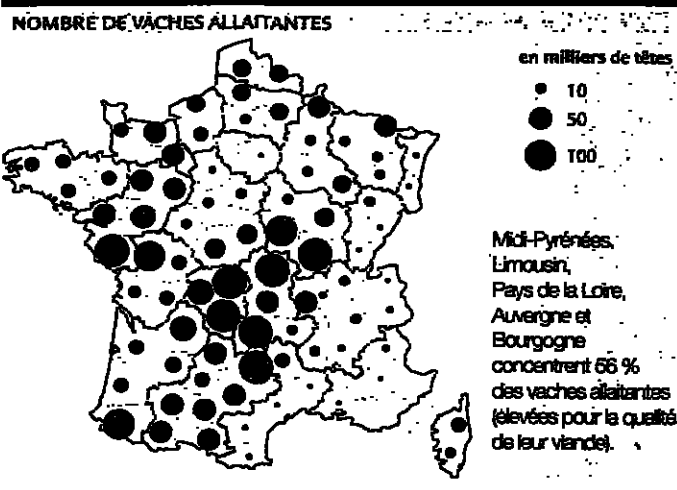 NOMBRE DE VACHES ALLAITANTES
en milliers de têtes
10
50
100
Midi-Pyrénées,
Limousin,
Pays de la Loire,
Auvergne et
Bourgogne
concentrent 56 %
des vaches allaitantes
(élevées pour la qualité
de leur viande).